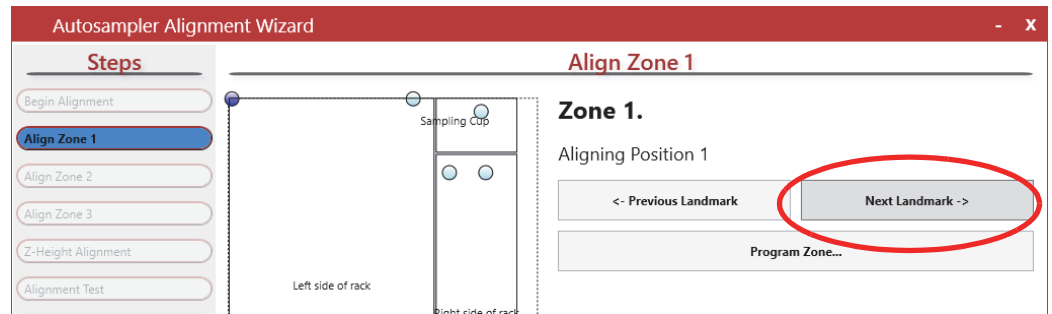 Autosampler Alignment Wizard - X
Steps
Begin Alignment
Align Zone 1
Align Zone 2
Align Zone 3
Z-Height Alignment
Alignment Test
Align Zone 1
Sampling Cup
Left side of rack
Right side of rack
Zone 1.
Aligning Position 1
<- Previous Landmark
Next Landmark ->
Program Zone...